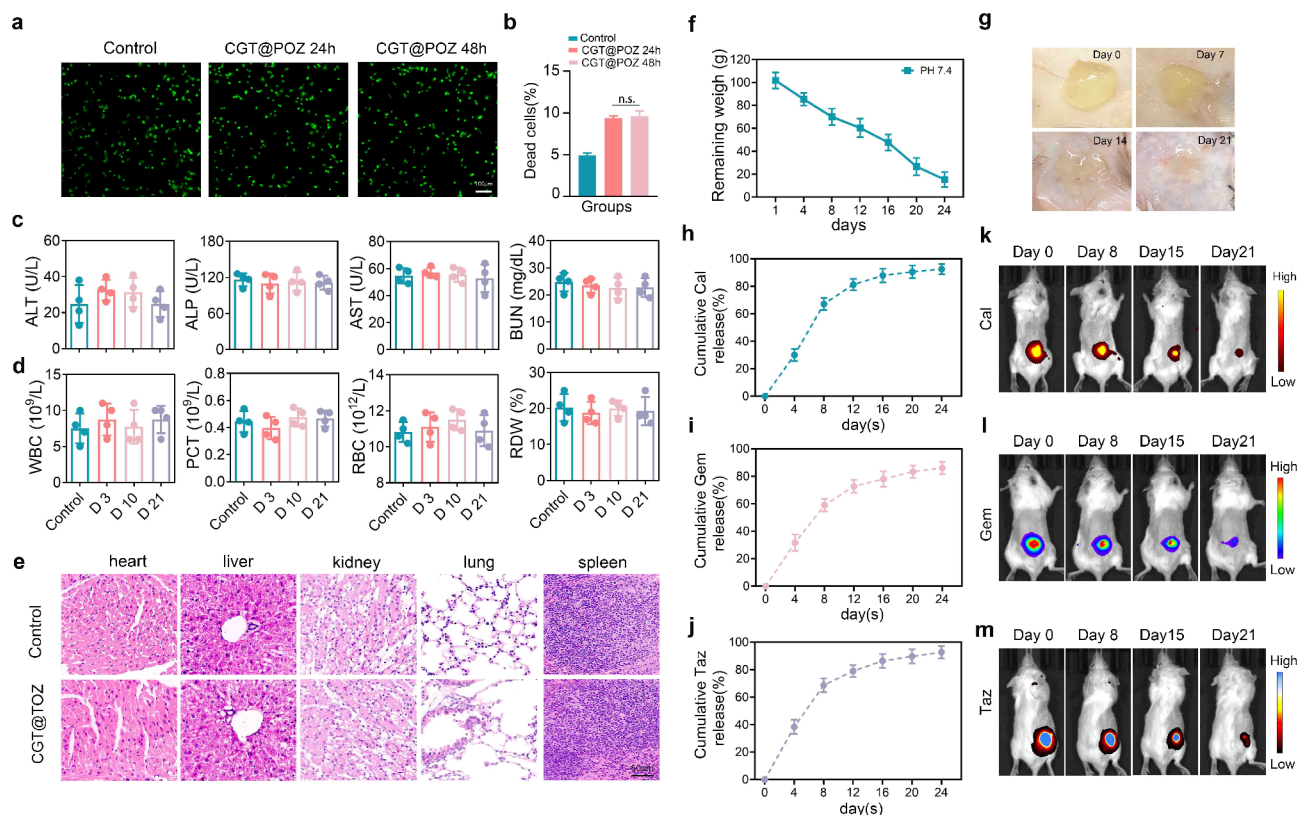 a
Control
CGT@POZ 24h
CGT@POZ 48h
100μm
b
Control
CGT@POZ 24h
CGT@POZ 48h
n.s.
15
10
5
0
Dead cells(%)
Groups
c
ALT (U/L)
80
60
40
20
0
ALP (U/L)
180
120
60
0
AST (U/L)
80
60
40
20
0
BUN (mg/dL)
40
30
20
10
0
d
WBC (10⁹/L)
15
10
5
0
Control
D 3
D 10
D 21
PCT (10⁹/L)
0.8
0.6
0.4
0.2
0.0
Control
D 3
D 10
D 21
RBC (10¹²/L)
14
12
10
8
Control
D 3
D 10
D 21
RDW (%)
30
20
10
0
Control
D 3
D 10
D 21
e
heart
liver
kidney
lung
spleen
Control
CGT@TOZ
50μm
f
Remaining weigh (g)
120
100
80
60
40
20
0
PH 7.4
1 4 8 12 16 20 24
days
g
Day 0
Day 7
Day 14
Day 21
h
Cumulative Cal
release(%)
100
80
60
40
20
0
0 4 8 12 16 20 24
day(s)
i
Cumulative Gem
release(%)
100
80
60
40
20
0
0 4 8 12 16 20 24
day(s)
j
Cumulative Taz
release(%)
100
80
60
40
20
0
0 4 8 12 16 20 24
day(s)
k
Day 0
Day 8
Day15
Day21
Cal
High
Low
l
Day 0
Day 8
Day15
Day21
Gem
High
Low
m
Day 0
Day 8
Day15
Day21
Taz
High
Low